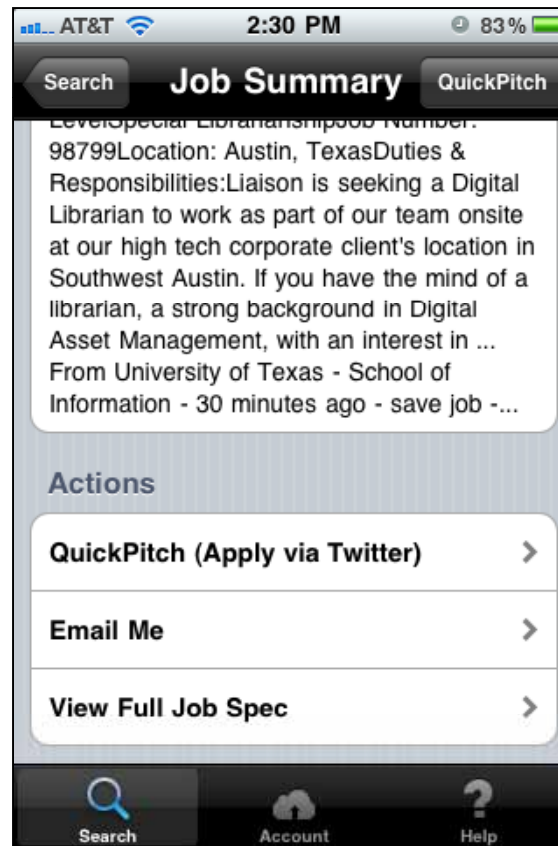 AT&T 2:30 PM 83%
Search Job Summary QuickPitch
LevelSpecial LibrarianshipJob Number:
98799Location: Austin, TexasDuties &
Responsibilities:Liaison is seeking a Digital
Librarian to work as part of our team onsite
at our high tech corporate client's location in
Southwest Austin. If you have the mind of a
librarian, a strong background in Digital
Asset Management, with an interest in ...
From University of Texas - School of
Information - 30 minutes ago - save job -...
Actions
QuickPitch (Apply via Twitter)
Email Me
View Full Job Spec
Search Account Help